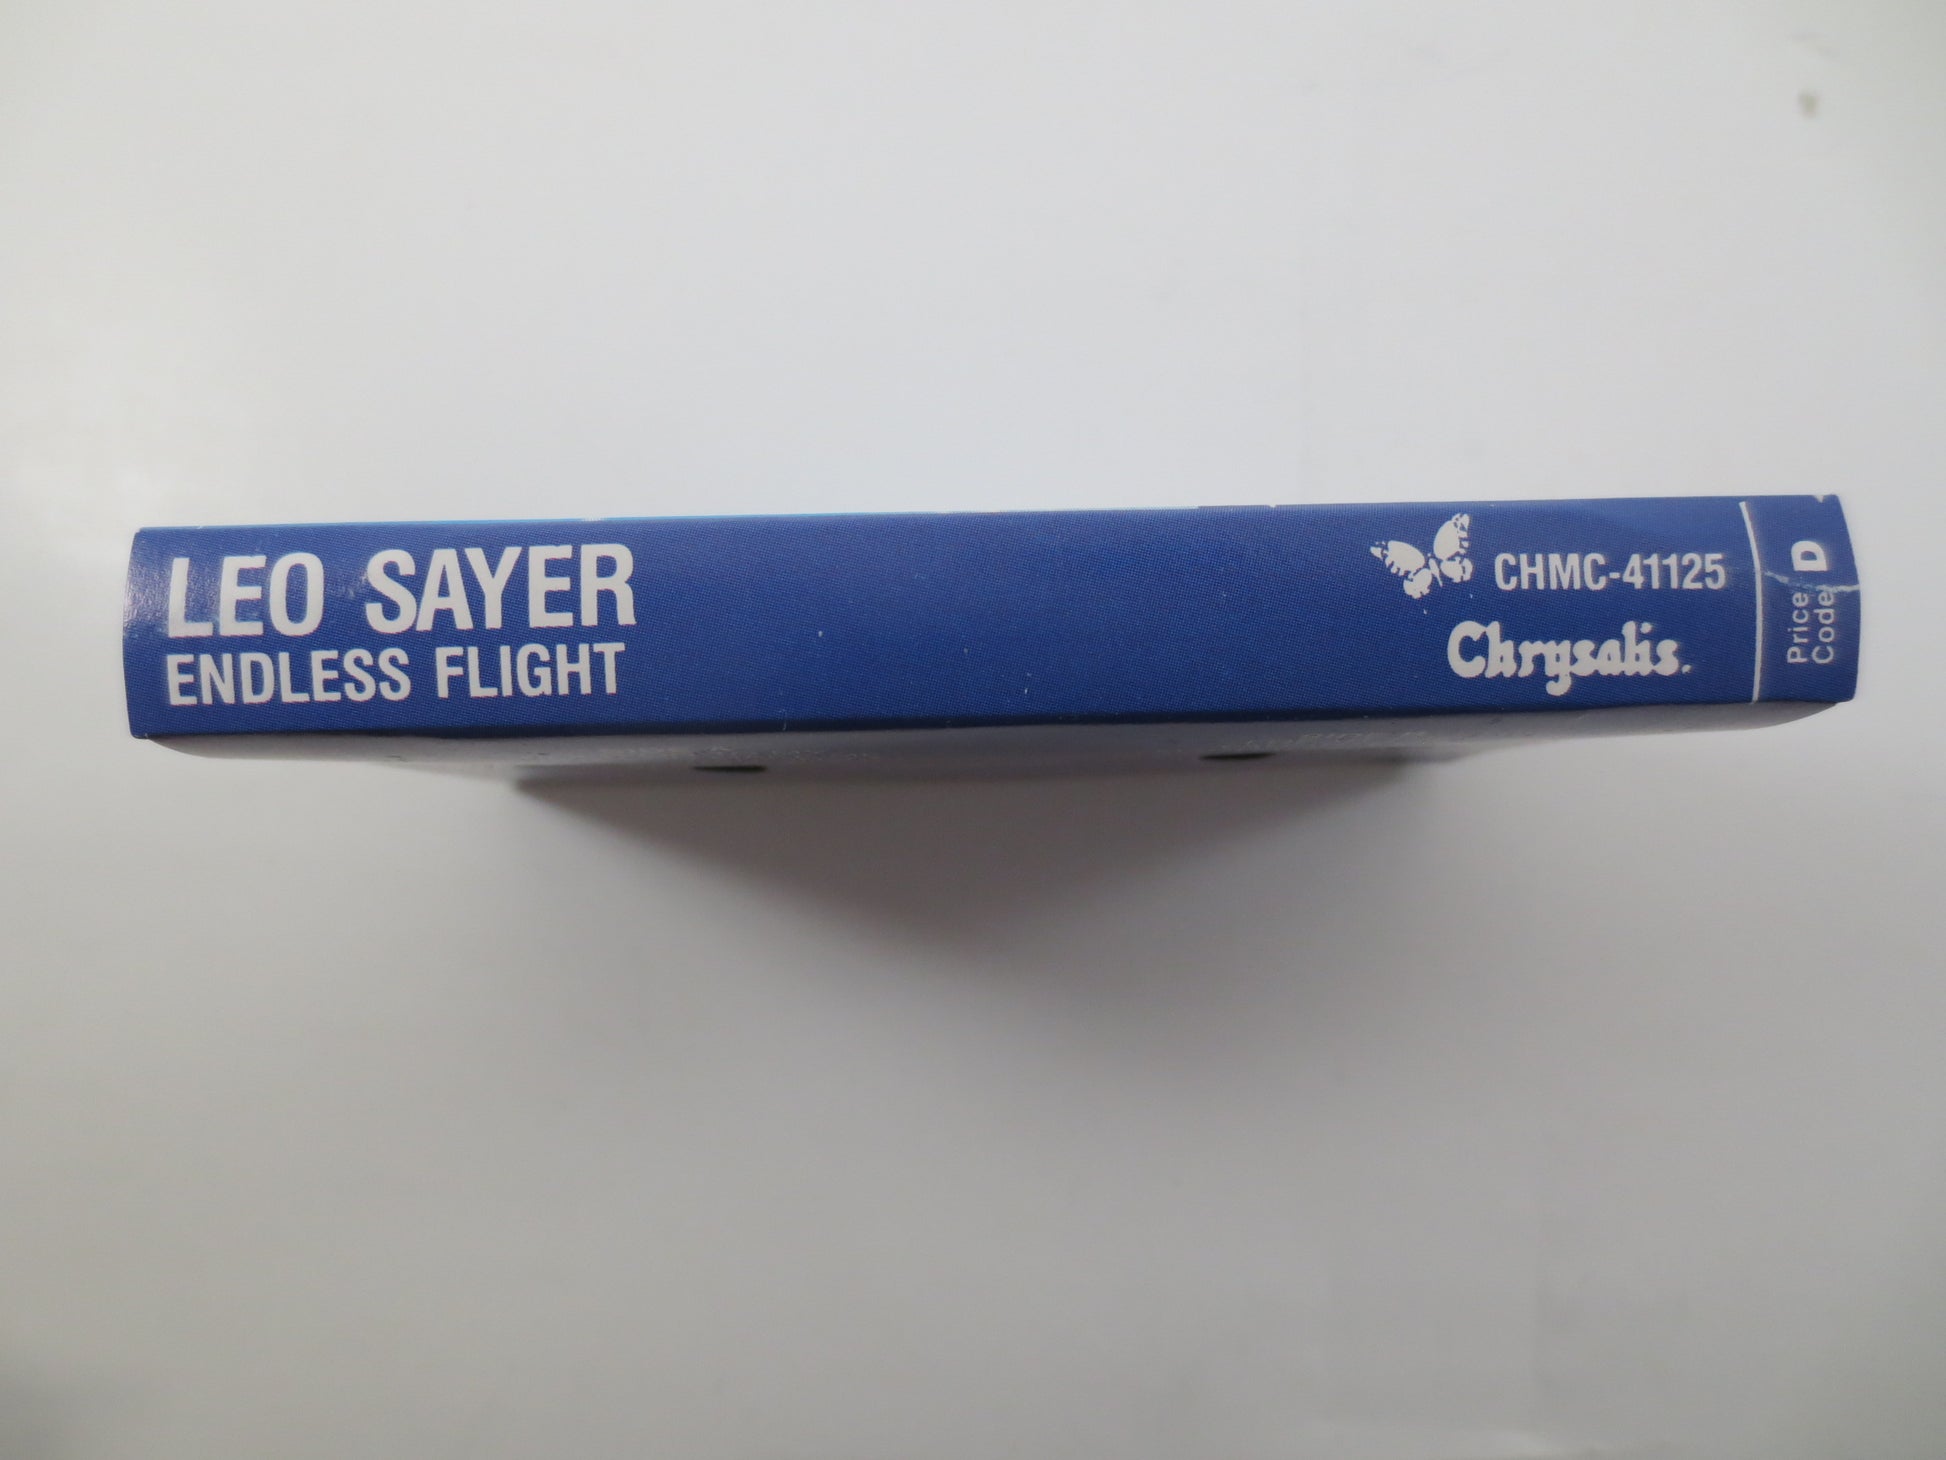 LEO SAYER
ENDLESS FLIGHT
CHMC-41125
Chrysalis.
Price
Code D